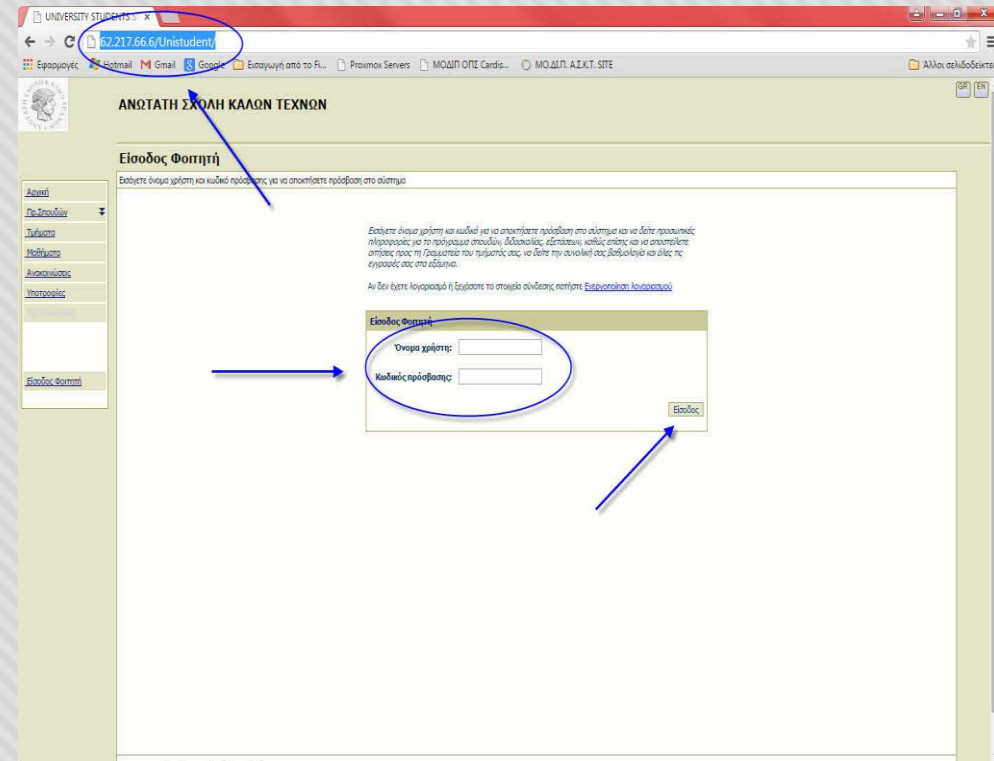 UNIVERSITY STUDENTS S
62.217.66.6/Unistudent/
Εφαρμογές Hotmail Gmail Google Εισαγωγή από το Fi... Proxmox Servers ΜΟΔΙΠ ΟΠΣ Cardis... ΜΟ.ΔΙ.Π. Α.Σ.Κ.Τ. SITE Άλλοι σελιδοδείκτες
GR EN
ΑΝΩΤΑΤΗ ΣΧΟΛΗ ΚΑΛΩΝ ΤΕΧΝΩΝ
Είσοδος Φοιτητή
Εισάγετε όνομα χρήστη και κωδικό πρόσβασης για να αποκτήσετε πρόσβαση στο σύστημα
Αρχική
Πρ.Σπουδών
Τμήματα
Μαθήματα
Ανακοινώσεις
Υποτροφίες
Είσοδος Φοιτητή
Εισάγετε όνομα χρήστη και κωδικό για να αποκτήσετε πρόσβαση στο σύστημα και να δείτε προσωπικές
πληροφορίες για το πρόγραμμα σπουδών, διδασκαλίας, εξετάσεων, καθώς επίσης και να αποστείλετε
αιτήσεις προς τη Γραμματεία του τμήματός σας, να δείτε την συνολική σας βαθμολογία και όλες τις
εγγραφές σας στα εξάμηνα.
Αν δεν έχετε λογαριασμό ή ξεχάσατε τα στοιχεία σύνδεσης πατήστε Ενεργοποίηση λογαριασμού
Είσοδος Φοιτητή
Όνομα χρήστη:
Κωδικός πρόσβασης:
Είσοδος